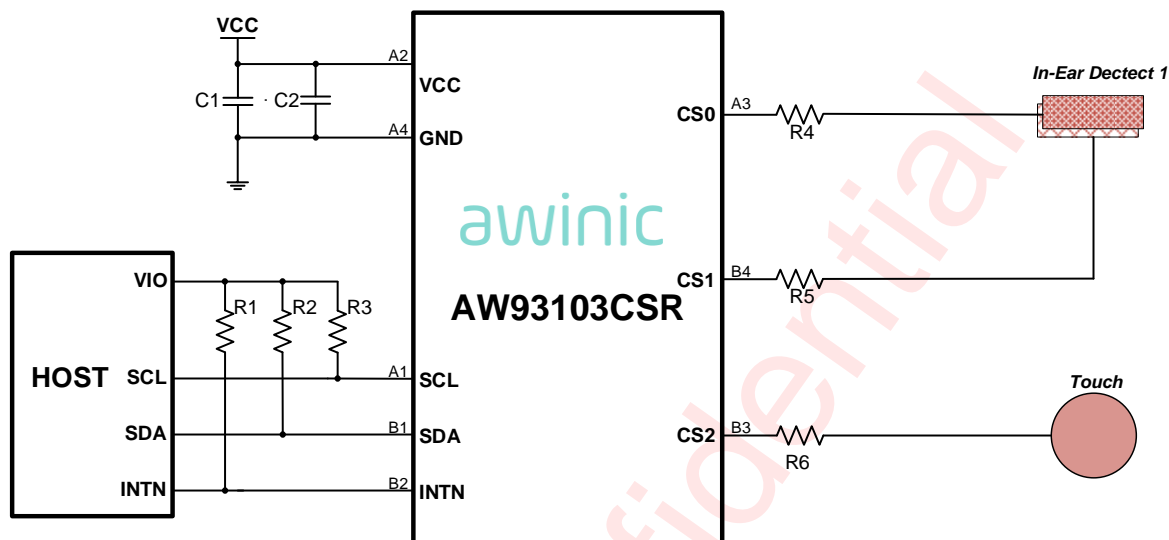 VCC
A2
VCC
C1
C2
A4
GND
In-Ear Dectect 1
CS0
A3
R4
awinic
AW93103CSR
CS1
B4
R5
HOST
VIO
R1
R2
R3
SCL
A1
SCL
SDA
B1
SDA
INTN
B2
INTN
Touch
CS2
B3
R6
fidential